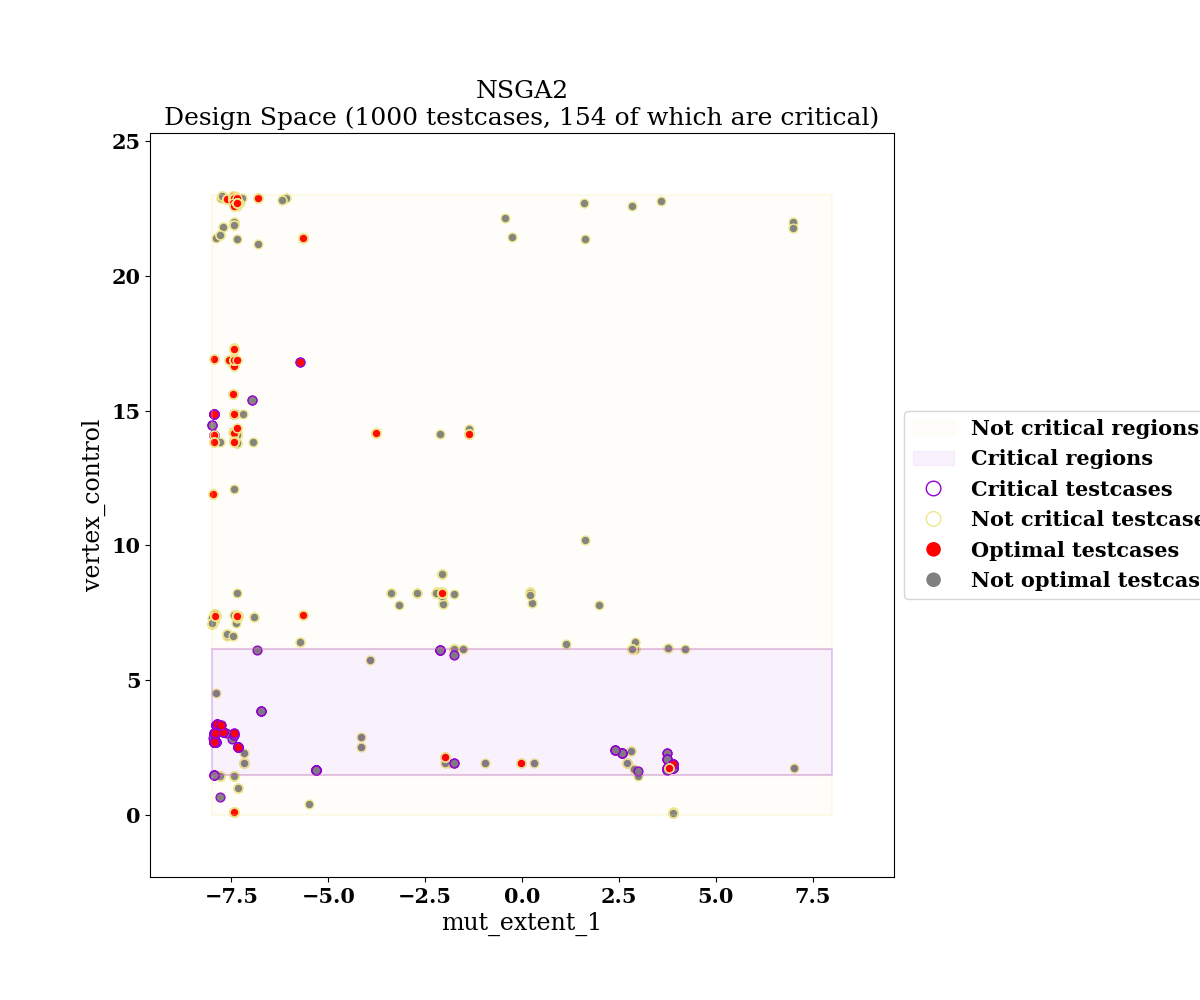 NSGA2
Design Space (1000 testcases, 154 of which are critical)
25
20
15
10
5
0
vertex_control
−7.5
−5.0
−2.5
0.0
2.5
5.0
7.5
mut_extent_1
Not critical regions
Critical regions
Critical testcases
Not critical testcase
Optimal testcases
Not optimal testcas